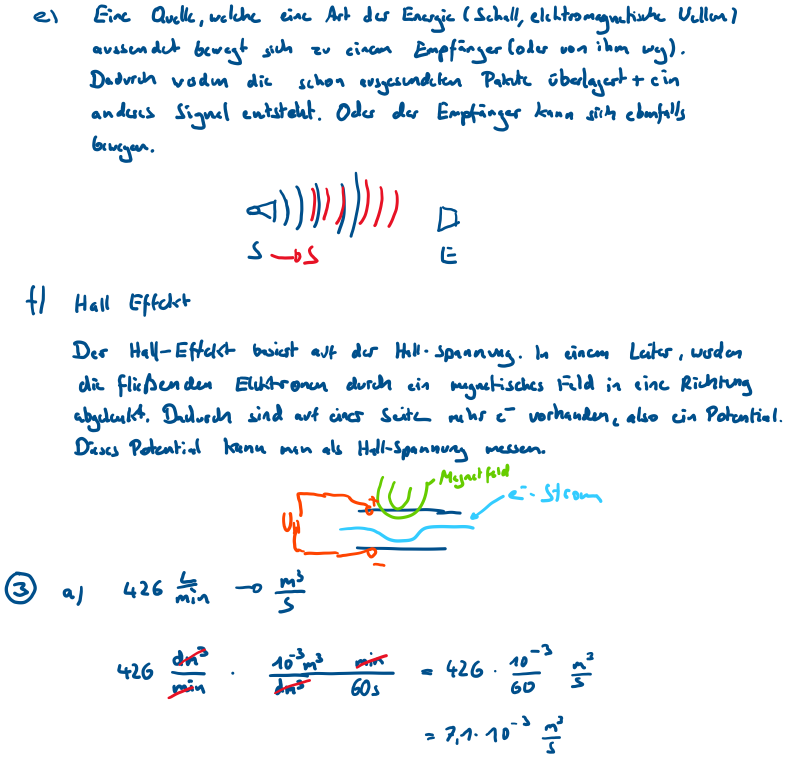 e) Eine Quelle, welche eine Art der Energie (Schall, elektromagnetische Wellen)
aussendet bewegt sich zu einem Empfänger (oder von ihm weg).
Dadurch werden die schon ausgesendeten Pakete überlagert + ein
anderes Signal entsteht. Oder der Empfänger kann sich ebenfalls
bewegen.
S → S E
f) Hall Effekt
Der Hall-Effekt basiert auf der Hall-Spannung. In einem Leiter, werden
die fließenden Elektronen durch ein magnetisches Feld in eine Richtung
abgelenkt. Dadurch sind auf einer Seite mehr e⁻ vorhanden, also ein Potential.
Dieses Potential kann man als Hall-Spannung messen.
Magnetfeld
e⁻-Strom
+
U_H
-
③ a) 426 L/min → m³/s
426 dm³/min · 10⁻³m³/dm³ min/60s = 426 · 10⁻³/60 m³/s
= 7,1 · 10⁻³ m³/s